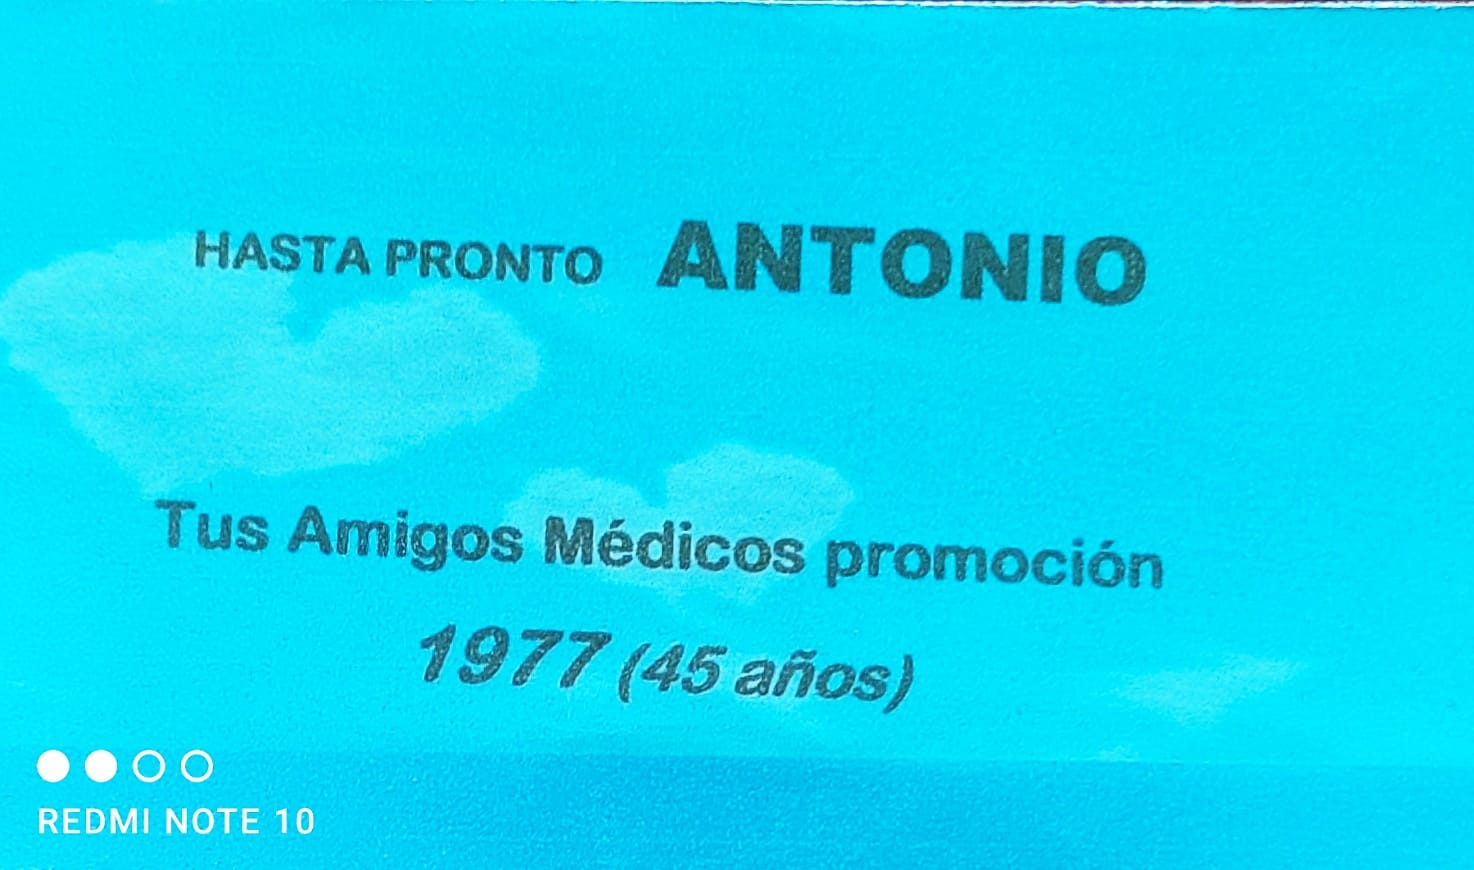 HASTA PRONTO ANTONIO
Tus Amigos Médicos promoción
1977 (45 años)
REDMI NOTE 10